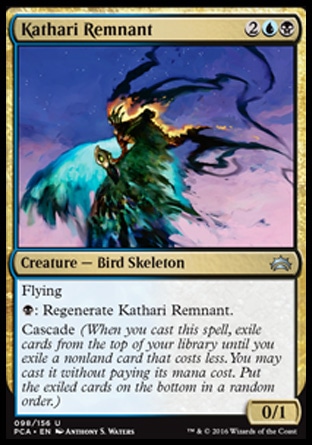 Kathari Remnant 2
Creature — Bird Skeleton
Flying
: Regenerate Kathari Remnant.
Cascade (When you cast this spell, exile
cards from the top of your library until you
exile a nonland card that costs less. You may
cast it without paying its mana cost. Put
the exiled cards on the bottom in a
random order.)
0/1
098/156 U
PCA • EN Anthony S. Waters
™ & © 2016 Wizards of the Coast